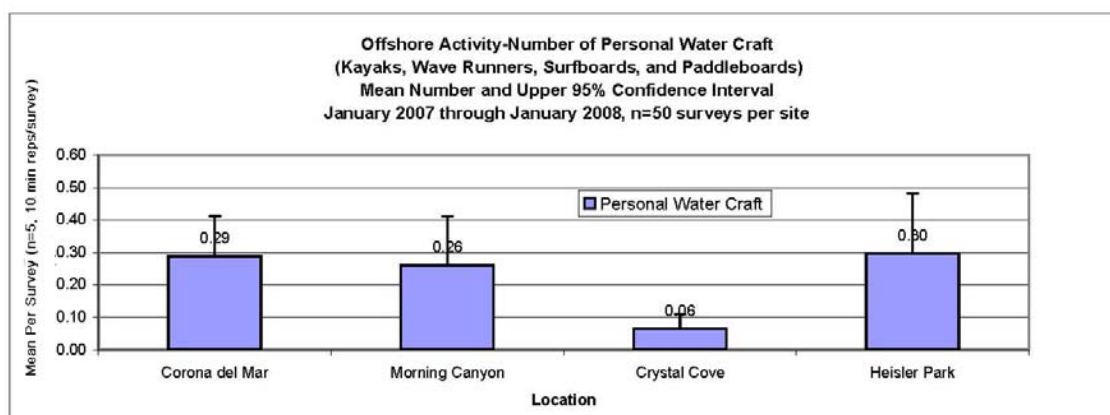 Offshore Activity-Number of Personal Water Craft
(Kayaks, Wave Runners, Surfboards, and Paddleboards)
Mean Number and Upper 95% Confidence Interval
January 2007 through January 2008, n=50 surveys per site
Mean Per Survey (n=5, 10 min reps/survey)
0.60
0.50
0.40
0.30
0.20
0.10
0.00
Personal Water Craft
0.29
0.26
0.06
0.30
Corona del Mar
Morning Canyon
Crystal Cove
Heisler Park
Location